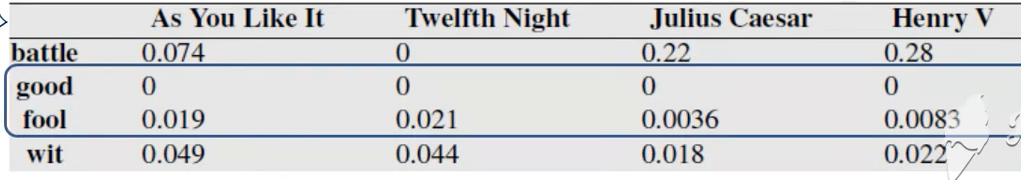 As You Like It Twelfth Night Julius Caesar Henry V
battle 0.074 0 0.22 0.28
good 0 0 0 0
fool 0.019 0.021 0.0036 0.0083
wit 0.049 0.044 0.018 0.022